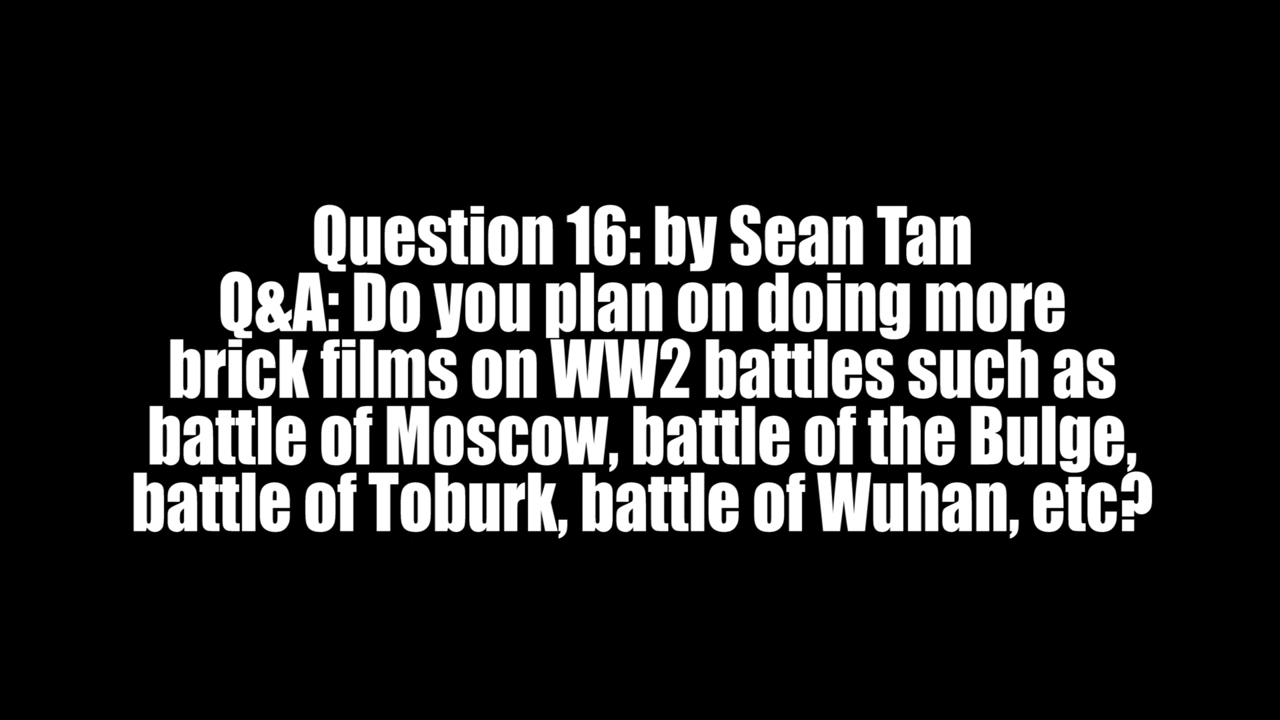 Question 16: by Sean Tan
Q&A: Do you plan on doing more
brick films on WW2 battles such as
battle of Moscow, battle of the Bulge,
battle of Toburk, battle of Wuhan, etc?